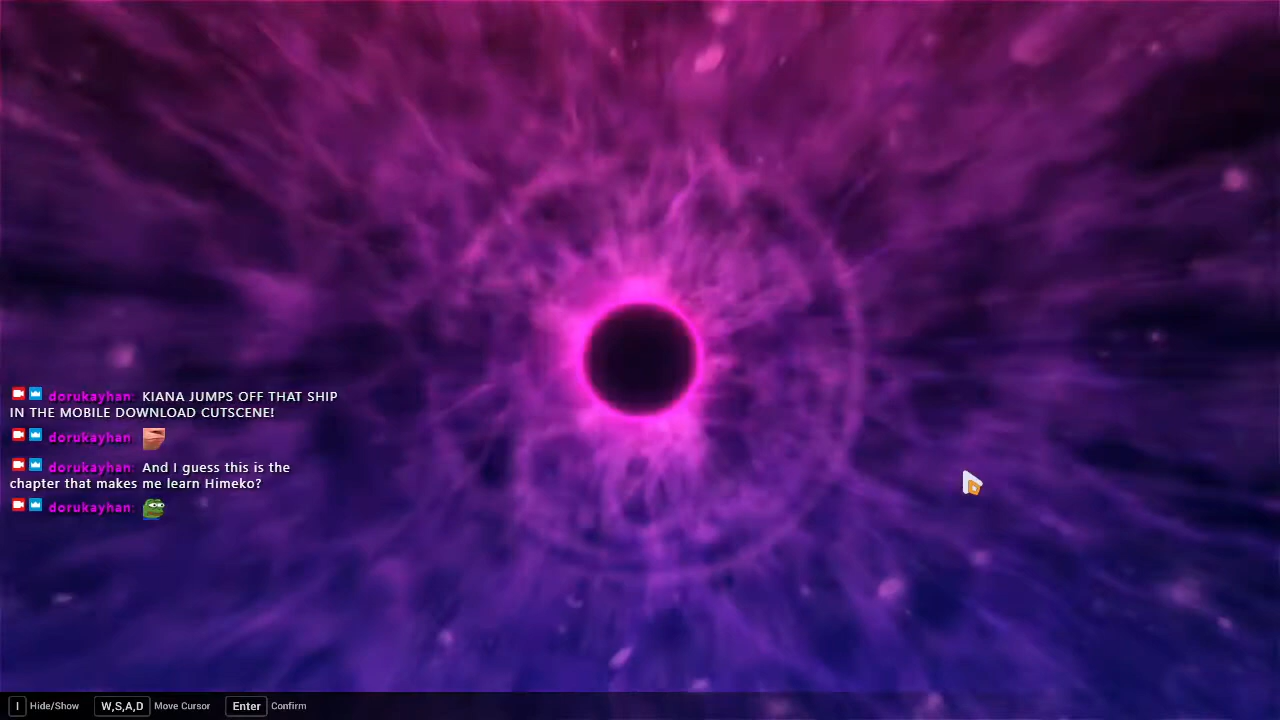 dorukayhan: KIANA JUMPS OFF THAT SHIP
IN THE MOBILE DOWNLOAD CUTSCENE!
dorukayhan:
dorukayhan: And I guess this is the
chapter that makes me learn Himeko?
dorukayhan:
I Hide/Show W,S,A,D Move Cursor Enter Confirm